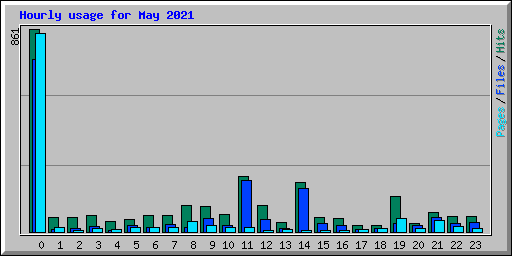 Hourly usage for May 2021
861
Pages/Files/Hits
0 1 2 3 4 5 6 7 8 9 10 11 12 13 14 15 16 17 18 19 20 21 22 23